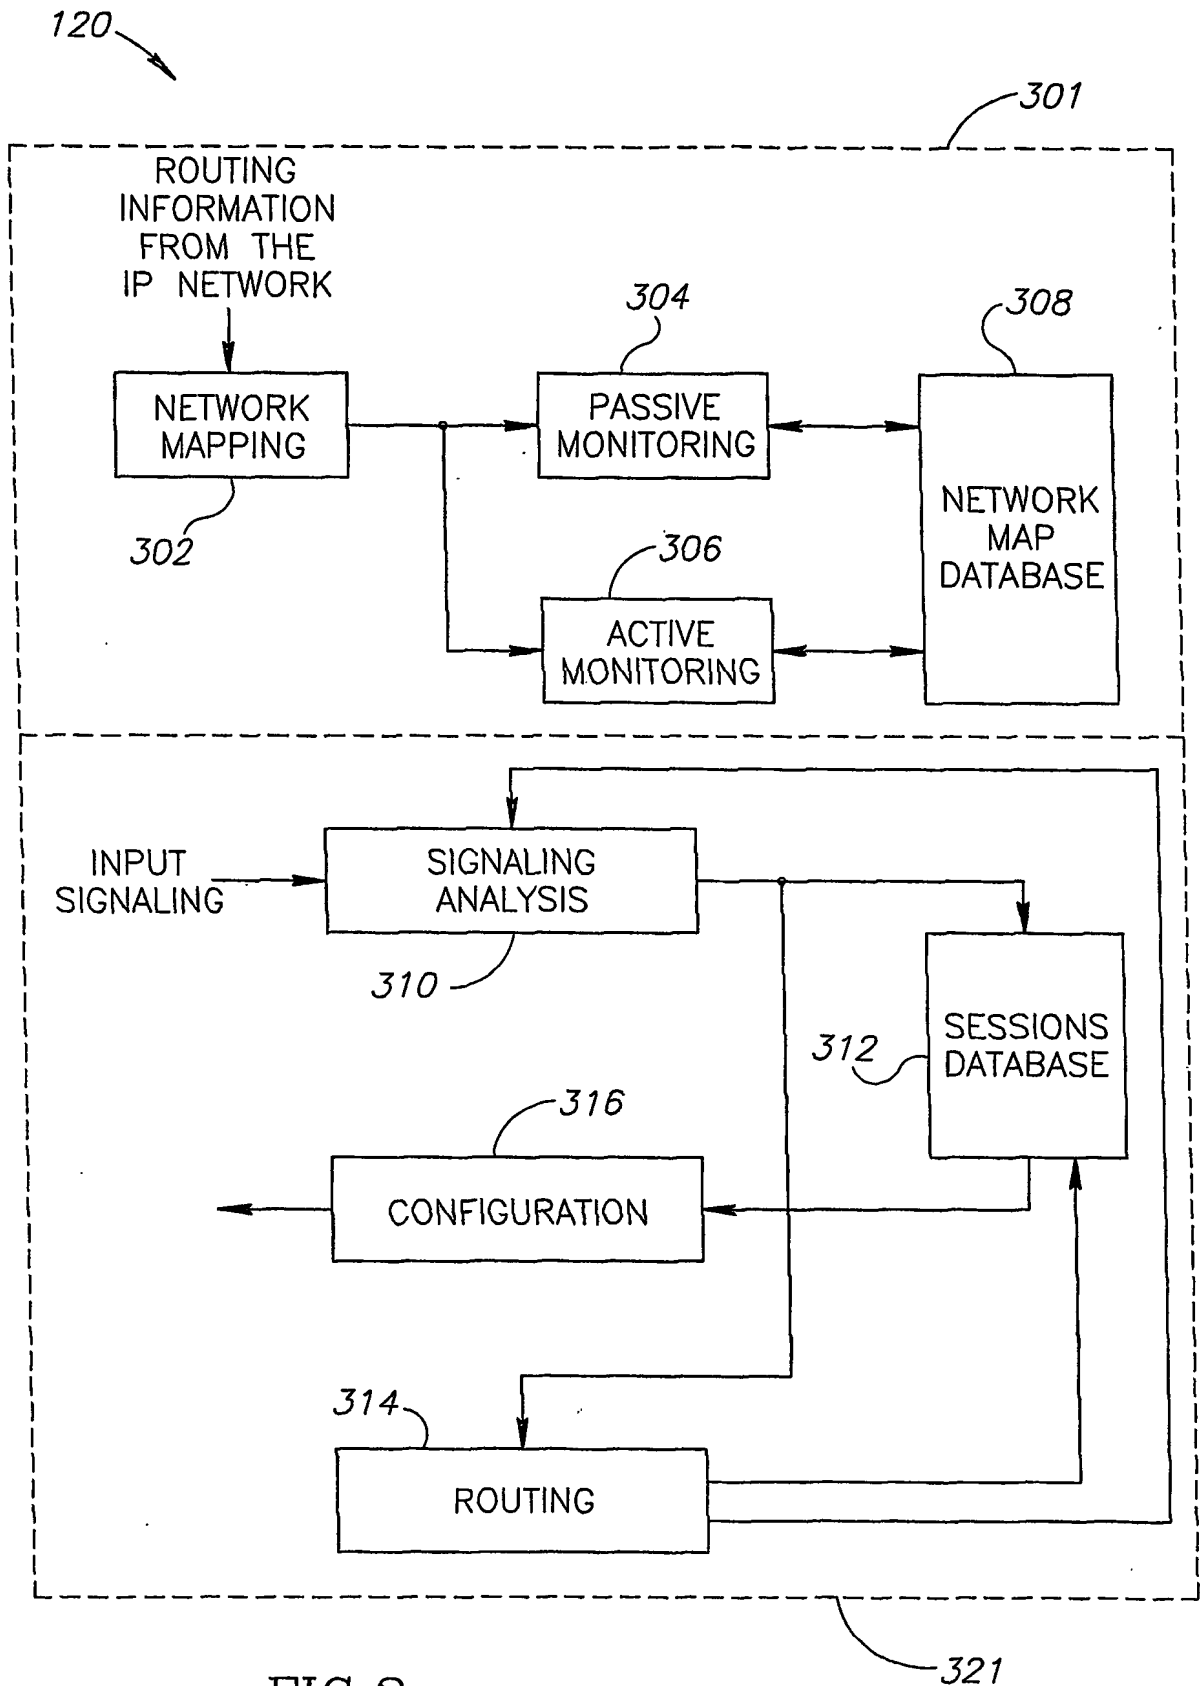 120
301
ROUTING
INFORMATION
FROM THE
IP NETWORK
304
308
NETWORK
MAPPING
PASSIVE
MONITORING
NETWORK
MAP
DATABASE
302
306
ACTIVE
MONITORING
INPUT
SIGNALING
SIGNALING
ANALYSIS
310
SESSIONS
DATABASE
312
316
CONFIGURATION
314
ROUTING
321